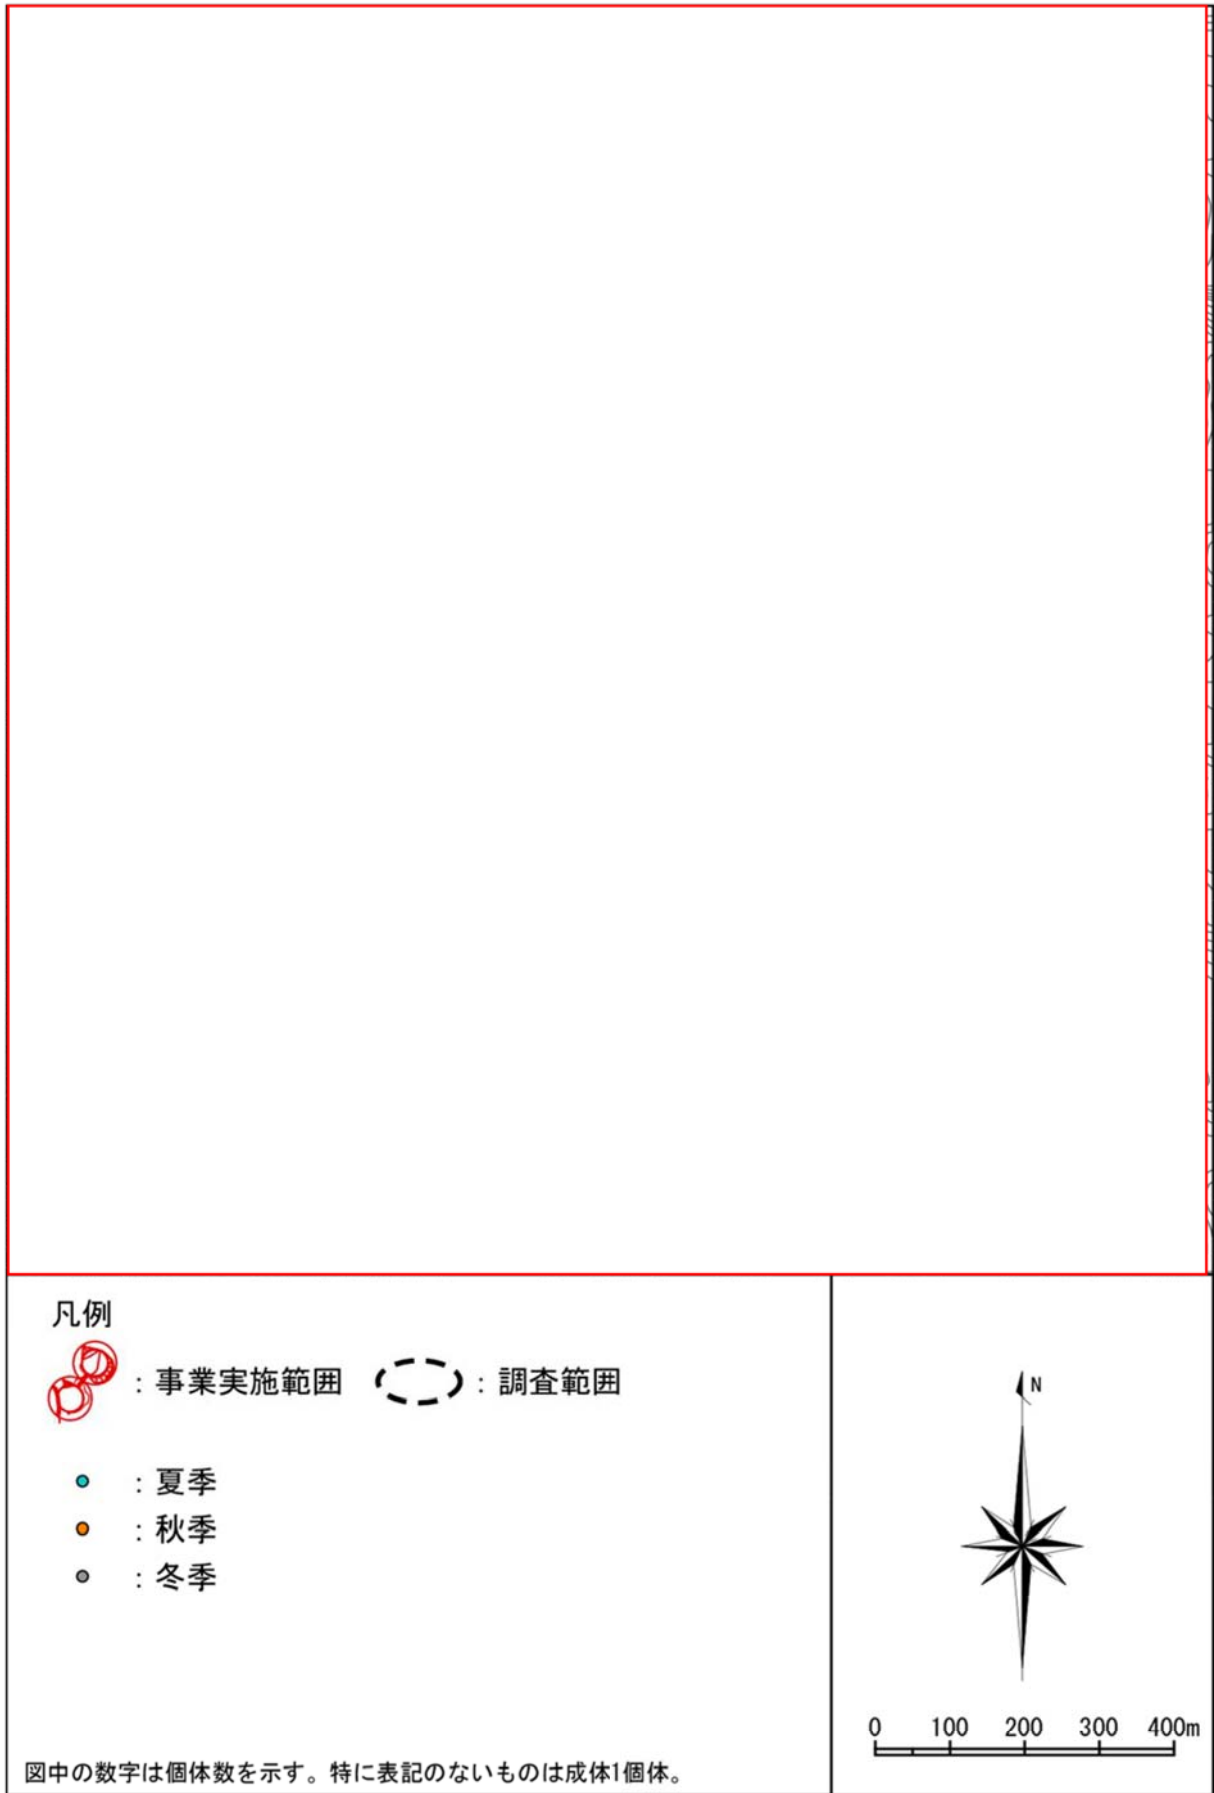 凡例
：事業実施範囲 ：調査範囲
：夏季
：秋季
：冬季
N
0 100 200 300 400m
図中の数字は個体数を示す。特に表記のないものは成体1個体。